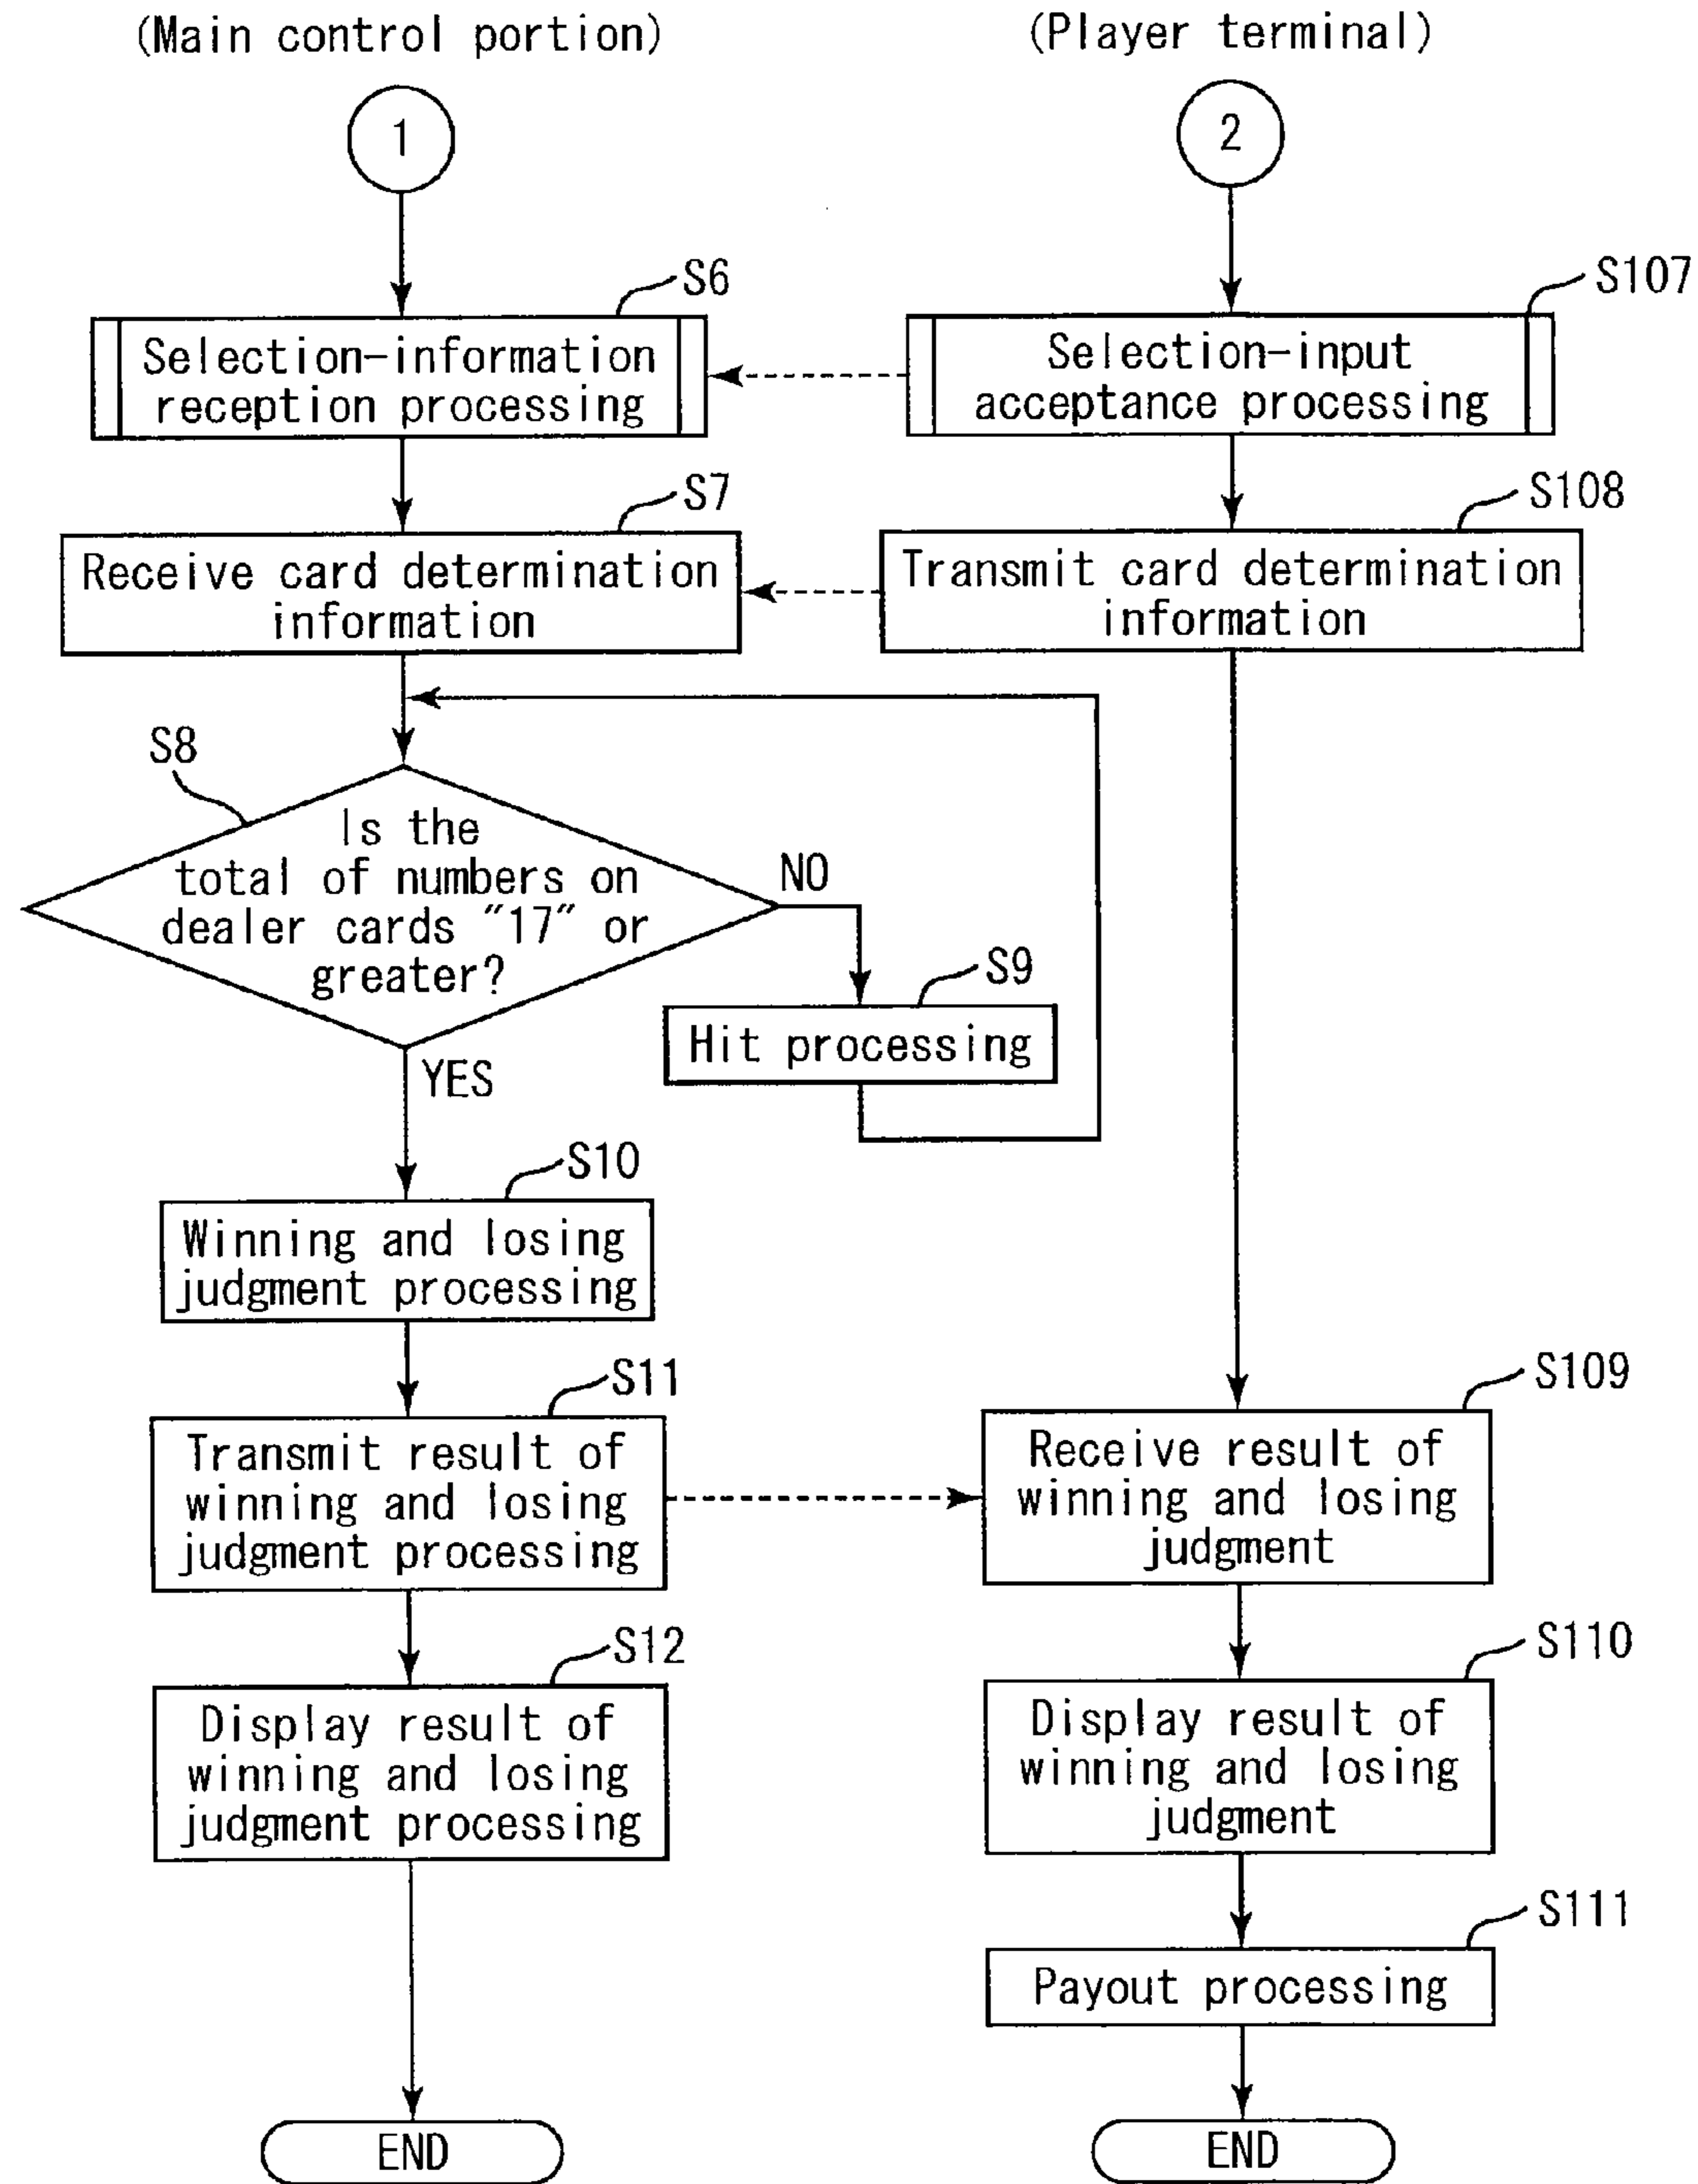 (Main control portion)
(Player terminal)
1
2
S6
S107
Selection-information
reception processing
Selection-input
acceptance processing
S7
S108
Receive card determination
information
Transmit card determination
information
S8
Is the
total of numbers on
dealer cards "17" or
greater?
NO
S9
Hit processing
YES
S10
Winning and losing
judgment processing
S11
S109
Transmit result of
winning and losing
judgment processing
Receive result of
winning and losing
judgment
S12
S110
Display result of
winning and losing
judgment processing
Display result of
winning and losing
judgment
S111
Payout processing
END
END